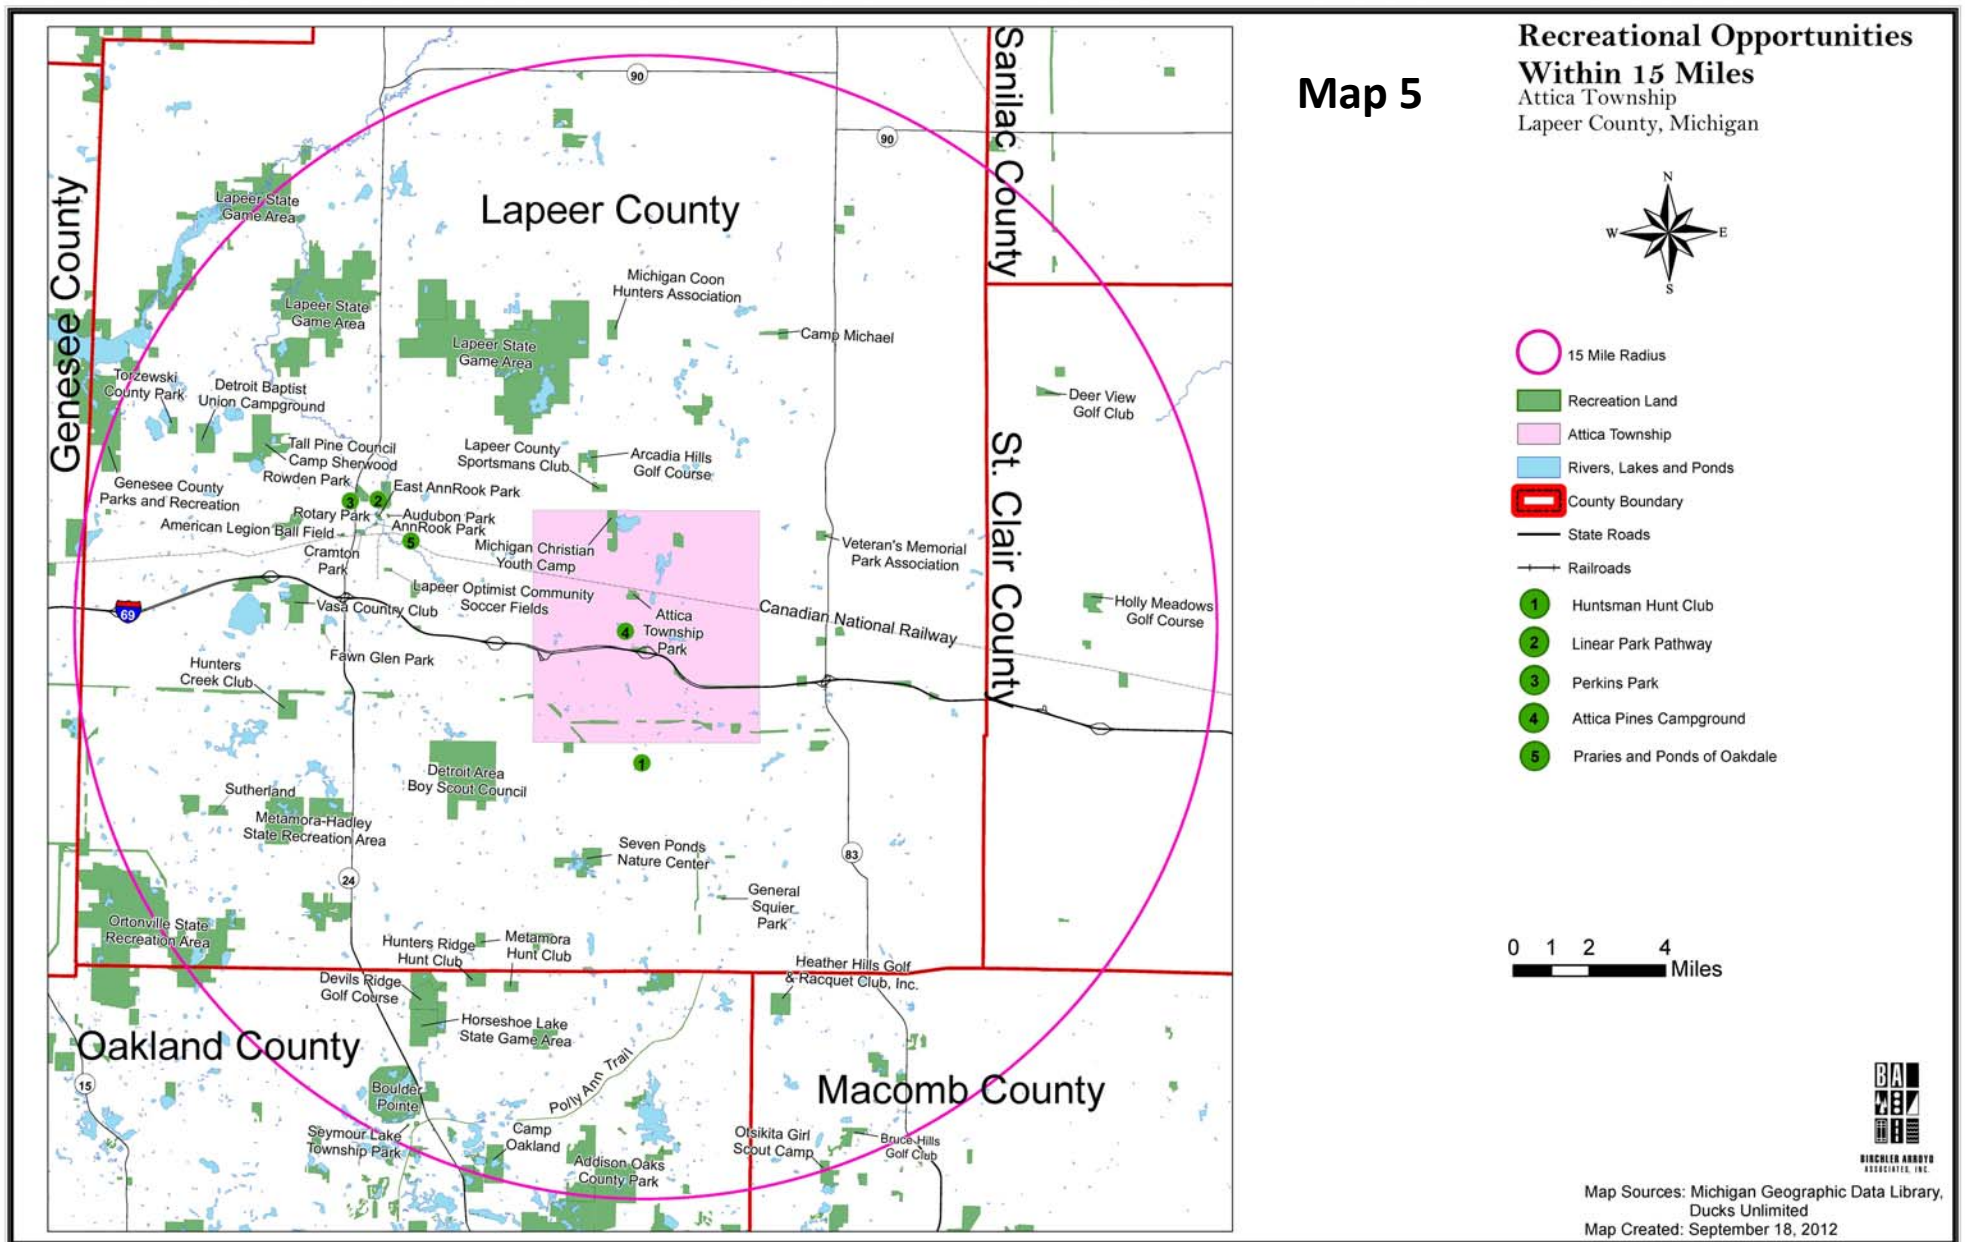 Map 5
Recreational Opportunities
Within 15 Miles
Attica Township
Lapeer County, Michigan
N
W
E
S
15 Mile Radius
Recreation Land
Attica Township
Rivers, Lakes and Ponds
County Boundary
State Roads
Railroads
1 Huntsman Hunt Club
2 Linear Park Pathway
3 Perkins Park
4 Attica Pines Campground
5 Praries and Ponds of Oakdale
0 1 2 4
Miles
BA
BIRCHLER ARROYO
ASSOCIATES, INC.
Map Sources: Michigan Geographic Data Library,
Ducks Unlimited
Map Created: September 18, 2012
Genesee County
Lapeer County
Sanilac County
St. Clair County
Oakland County
Macomb County
90
90
Lapeer State
Game Area
Lapeer State
Game Area
Lapeer State
Game Area
Michigan Coon
Hunters Association
Camp Michael
Deer View
Golf Club
Torzewski
County Park
Detroit Baptist
Union Campground
Tall Pine Council
Camp Sherwood
Rowden Park
Lapeer County
Sportsmans Club
Arcadia Hills
Golf Course
Genesee County
Parks and Recreation
3
2
East AnnRook Park
Rotary Park
Audubon Park
American Legion Ball Field
AnnRook Park
5
Cramton
Park
Michigan Christian
Youth Camp
Veteran's Memorial
Park Association
Lapeer Optimist Community
Soccer Fields
69
Vasa Country Club
Attica
Township
Park
4
Canadian National Railway
Holly Meadows
Golf Course
Fawn Glen Park
Hunters
Creek Club
1
Detroit Area
Boy Scout Council
Sutherland
Metamora-Hadley
State Recreation Area
Seven Ponds
Nature Center
83
24
General
Squier
Park
Ortonville State
Recreation Area
Hunters Ridge
Hunt Club
Metamora
Hunt Club
Heather Hills Golf
& Racquet Club, Inc.
Devils Ridge
Golf Course
Horseshoe Lake
State Game Area
15
Boulder
Pointe
Polly Ann Trail
Seymour Lake
Township Park
Camp
Oakland
Addison Oaks
County Park
Otsikita Girl
Scout Camp
Bruce Hills
Golf Club